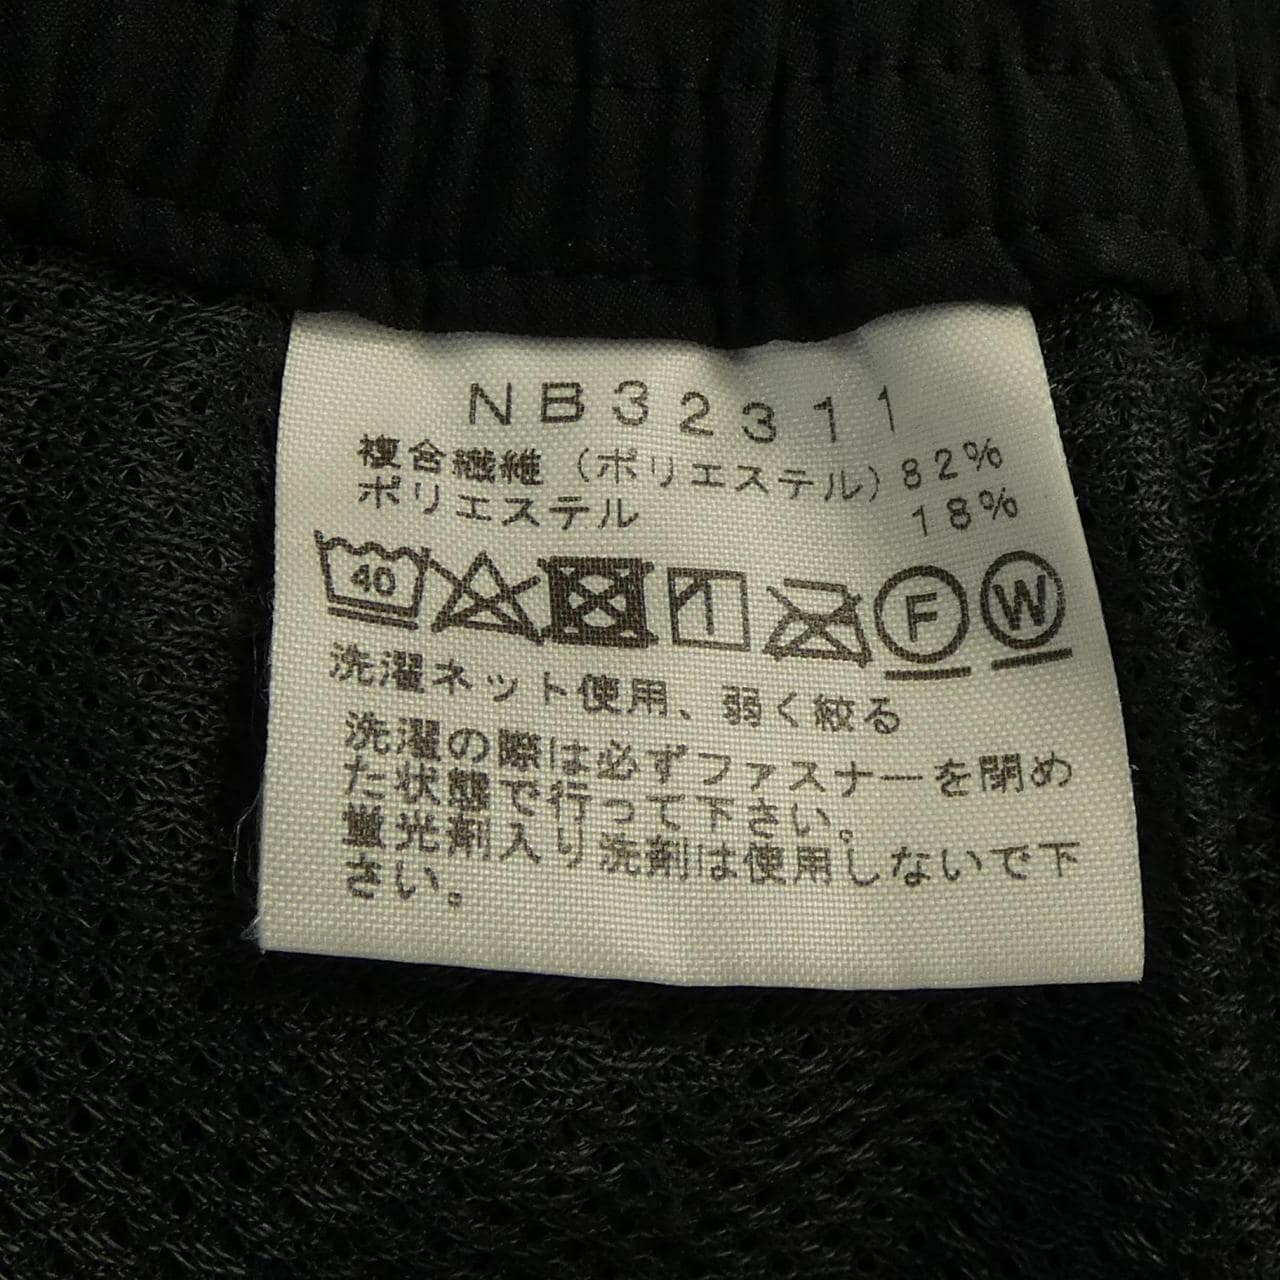 NB32311
複合繊維(ポリエステル)82%
ポリエステル 18%
40 F W
洗濯ネット使用、弱く絞る
洗濯の際は必ずファスナーを閉め
た状態で行って下さい。
蛍光剤入り洗剤は使用しないで下
さい。